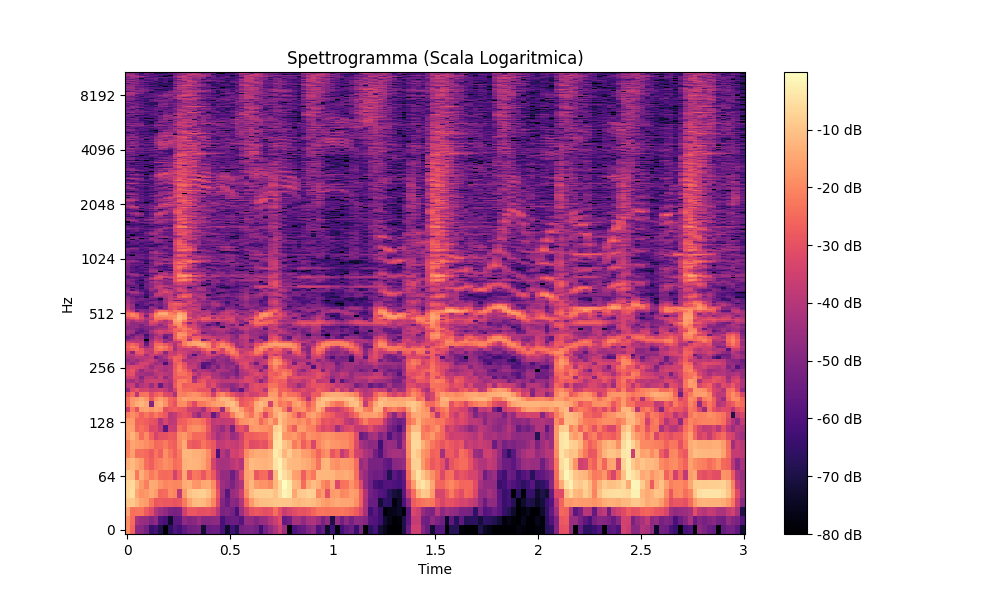 Spettrogramma (Scala Logaritmica)
Hz
8192
4096
2048
1024
512
256
128
64
0
0
0.5
1
1.5
2
2.5
3
Time
-10 dB
-20 dB
-30 dB
-40 dB
-50 dB
-60 dB
-70 dB
-80 dB